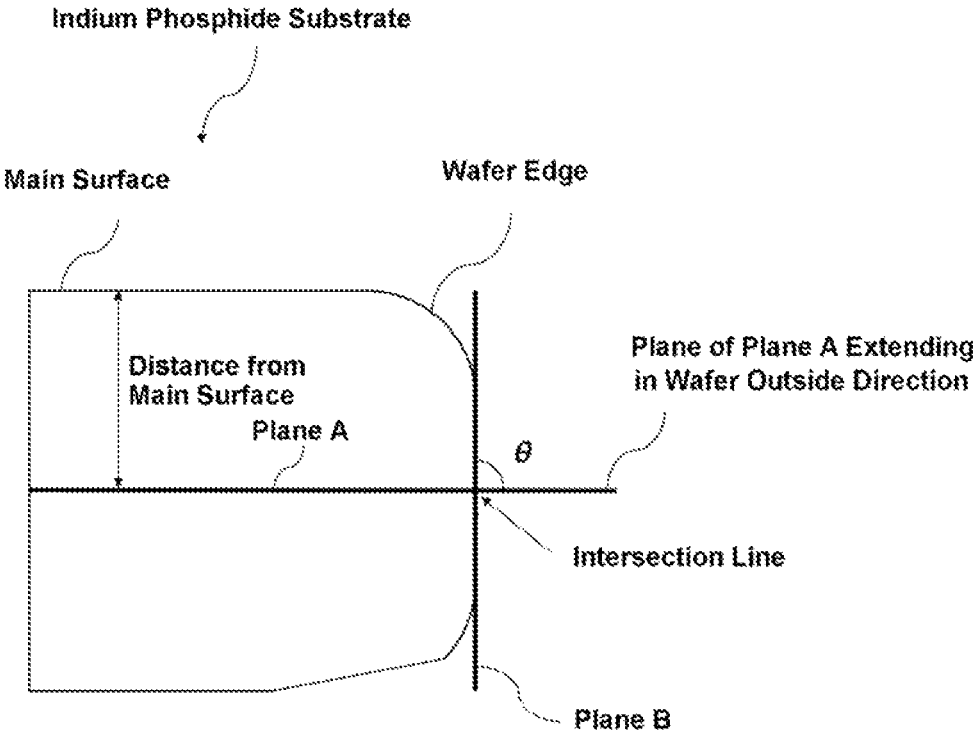 Indium Phosphide Substrate
Main Surface
Wafer Edge
Plane of Plane A Extending
in Wafer Outside Direction
Distance from
Main Surface
Plane A
θ
Intersection Line
Plane B